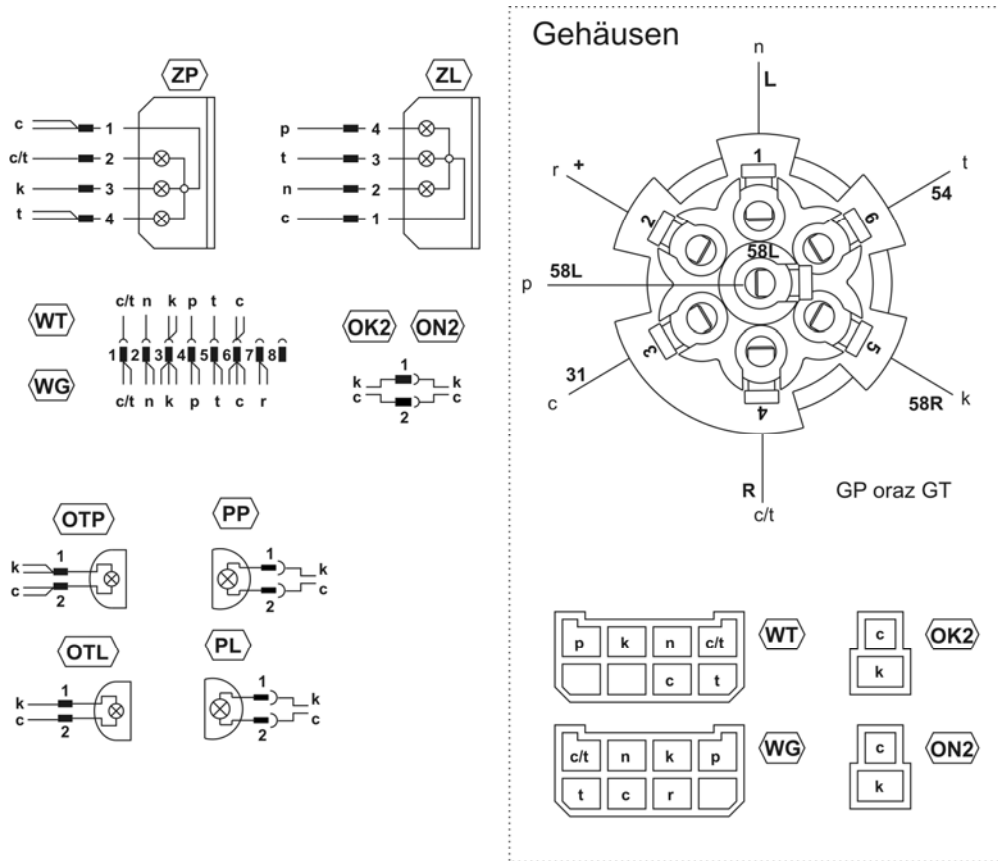 ZP
c 1
c/t 2
k 3
t 4
ZL
p 4
t 3
n 2
c 1
WT
WG
c/t n k p t c
1 2 3 4 5 6 7 8
c/t n k p t c r
OK2 ON2
1
k k
c c
2
OTP
1
k
c
2
PP
1
k
c
2
OTL
1
k
c
2
PL
1
k
c
2
Gehäusen
n
L
r +
t
54
1
2
6
58L
58L
p
3
5
4
31
c
58R k
R
c/t
GP oraz GT
p k n c/t
c t
WT
c
k
OK2
c/t n k p
t c r
WG
c
k
ON2